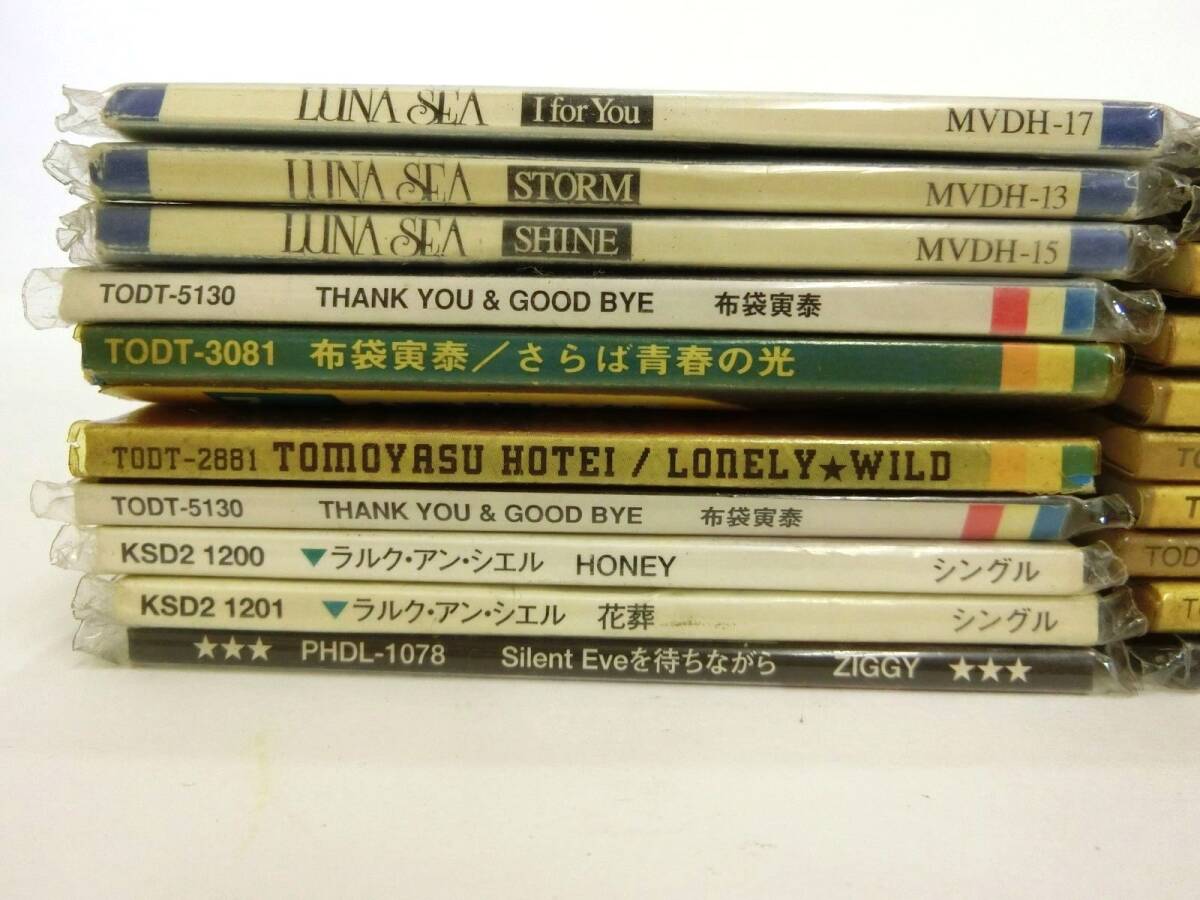 LUNA SEA I for You MVDH-17
LUNA SEA STORM MVDH-13
LUNA SEA SHINE MVDH-15
TODT-5130 THANK YOU & GOOD BYE 布袋寅泰
TODT-3081 布袋寅泰／さらば青春の光
TODT-2881 TOMOYASU HOTEI / LONELY★WILD
TODT-5130 THANK YOU & GOOD BYE 布袋寅泰
KSD2 1200 ▼ラルク・アン・シエル HONEY シングル
KSD2 1201 ▼ラルク・アン・シエル 花葬 シングル
★★★ PHDL-1078 Silent Eveを待ちながら ZIGGY ★★★